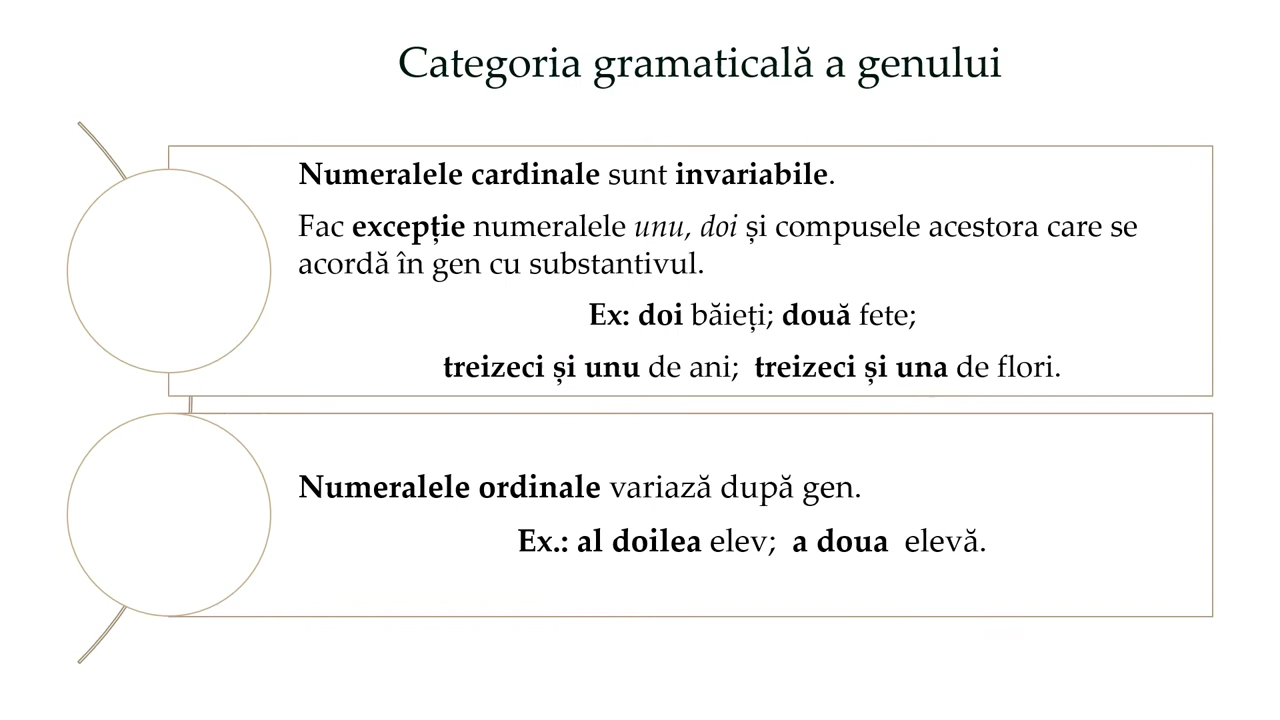 Categoria gramaticală a genului
Numeralele cardinale sunt invariabile.
Fac excepție numeralele unu, doi și compusele acestora care se
acordă în gen cu substantivul.
Ex: doi băieți; două fete;
treizeci și unu de ani; treizeci și una de flori.
Numeralele ordinale variază după gen.
Ex.: al doilea elev; a doua elevă.